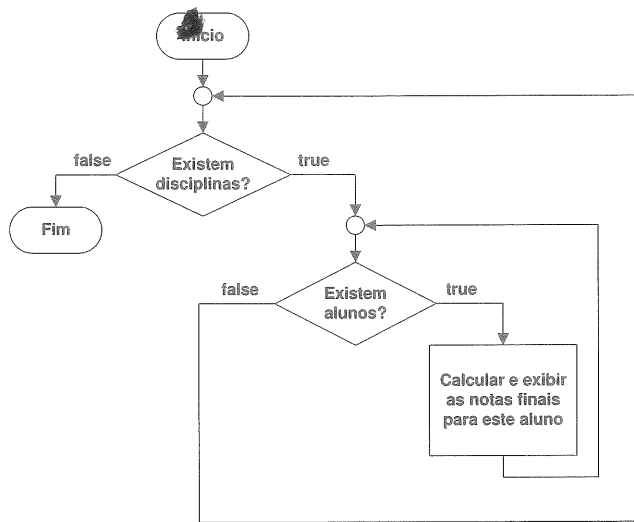 false
Existem
disciplinas?
true
Fim
false
Existem
alunos?
true
Calcular e exibir
as notas finais
para este aluno